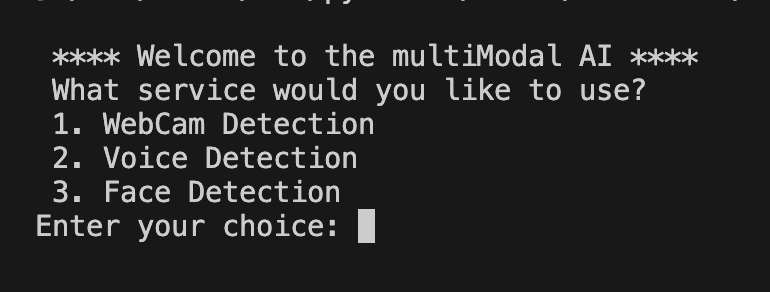 **** Welcome to the multiModal AI ****
What service would you like to use?
1. WebCam Detection
2. Voice Detection
3. Face Detection
Enter your choice: